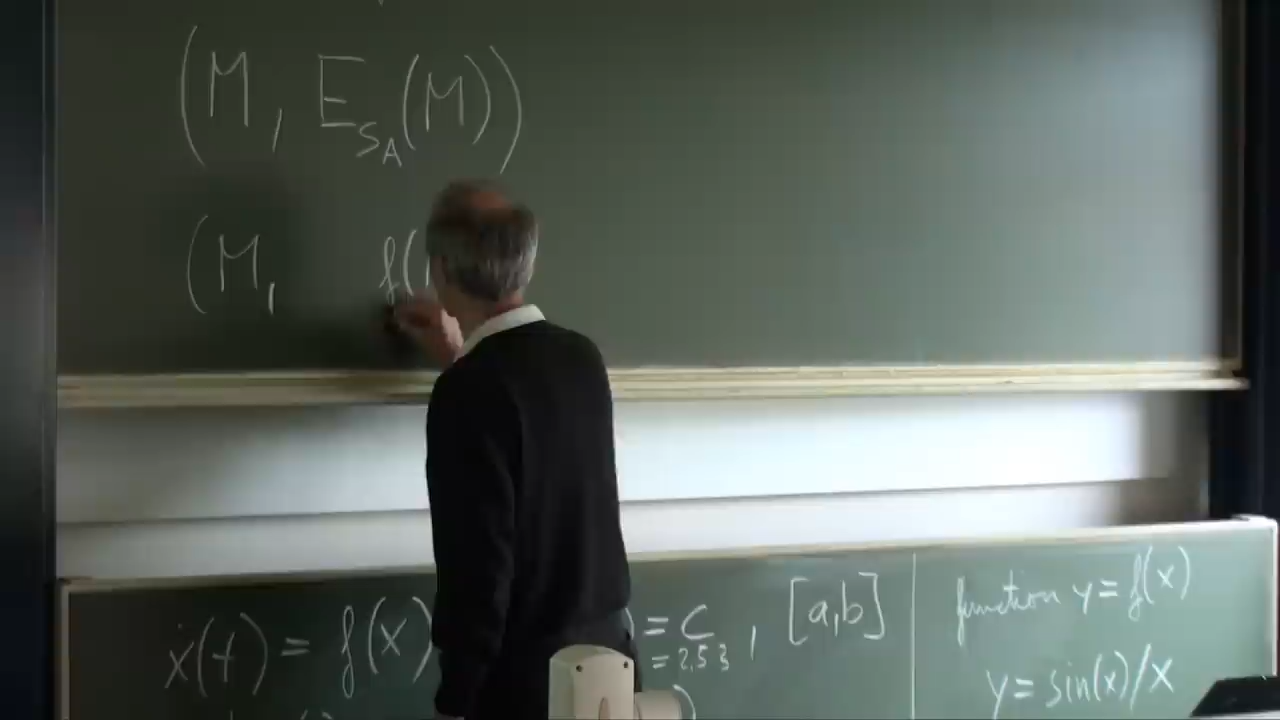 (M, E_{S_A}(M))
(M, f(
ẋ(t) = f(x) ) = C, [a,b]
= 2.5 3
function y = f(x)
y = sin(x)/x